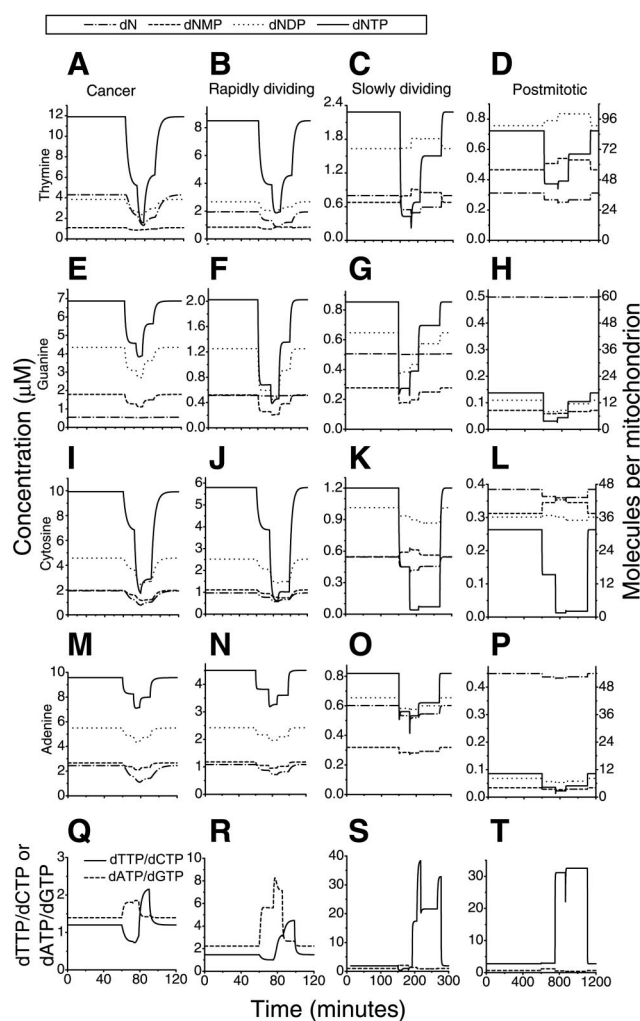 dN dNMP dNDP dNTP
A B C D
Cancer Rapidly dividing Slowly dividing Postmitotic
12 10 8 6 4 2 0
10 8 6 4 2 0
2.4 1.8 1.2 0.6 0.0
0.8 0.6 0.4 0.2 0.0
96 72 48 24 0
Thymine
E F G H
7 6 5 4 3 2 1 0
2.0 1.6 1.2 0.8 0.4 0.0
1.0 0.8 0.6 0.4 0.2 0.0
0.5 0.4 0.3 0.2 0.1 0.0
60 48 36 24 12 0
Guanine
Concentration (μM)
Molecules per mitochondrion
I J K L
10 8 6 4 2 0
6 5 4 3 2 1 0
1.2 0.9 0.6 0.3 0.0
0.4 0.3 0.2 0.1 0.0
48 36 24 12 0
Cytosine
M N O P
10 8 6 4 2 0
5 4 3 2 1 0
0.8 0.6 0.4 0.2 0.0
0.4 0.3 0.2 0.1 0.0
48 36 24 12 0
Adenine
Q R S T
dTTP/dCTP
dATP/dGTP
3 2 1 0
10 8 6 4 2 0
40 30 20 10 0
30 20 10 0
dTTP/dCTP or
dATP/dGTP
0 40 80 120
0 40 80 120
0 100 200 300
0 400 800 1200
Time (minutes)